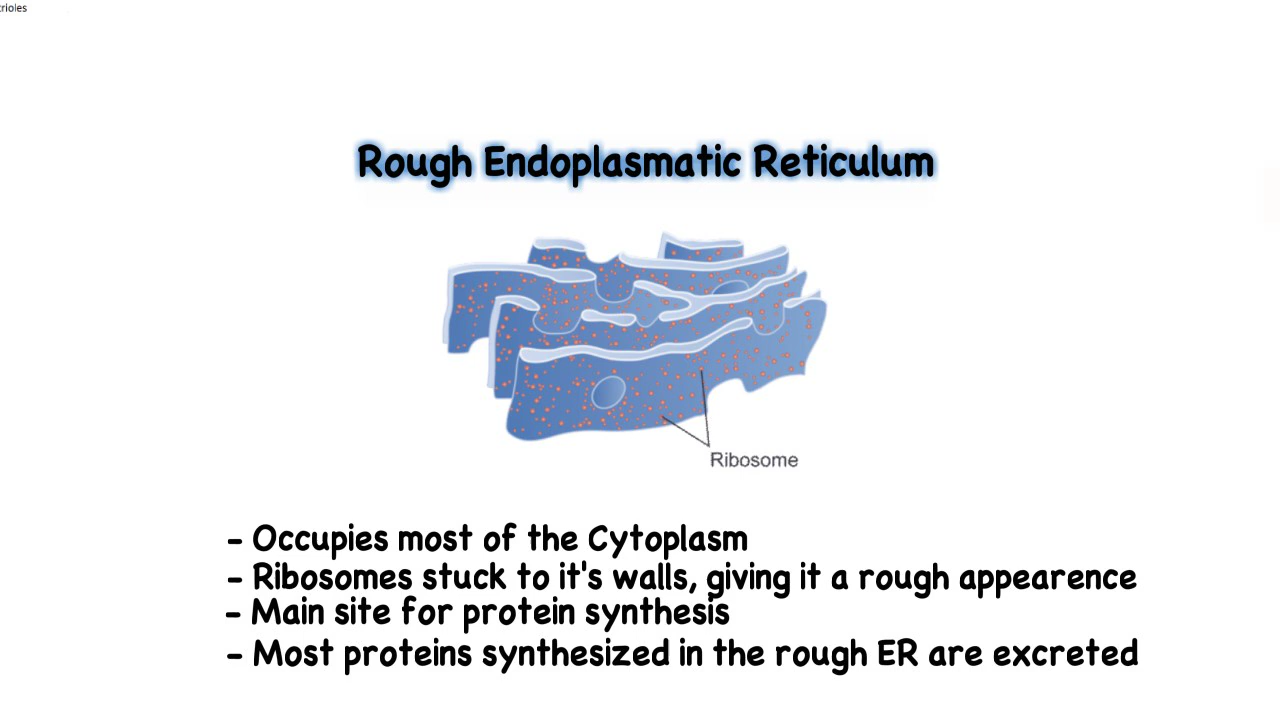 trioles
Rough Endoplasmatic Reticulum
Ribosome
- Occupies most of the Cytoplasm
- Ribosomes stuck to it's walls, giving it a rough appearence
- Main site for protein synthesis
- Most proteins synthesized in the rough ER are excreted